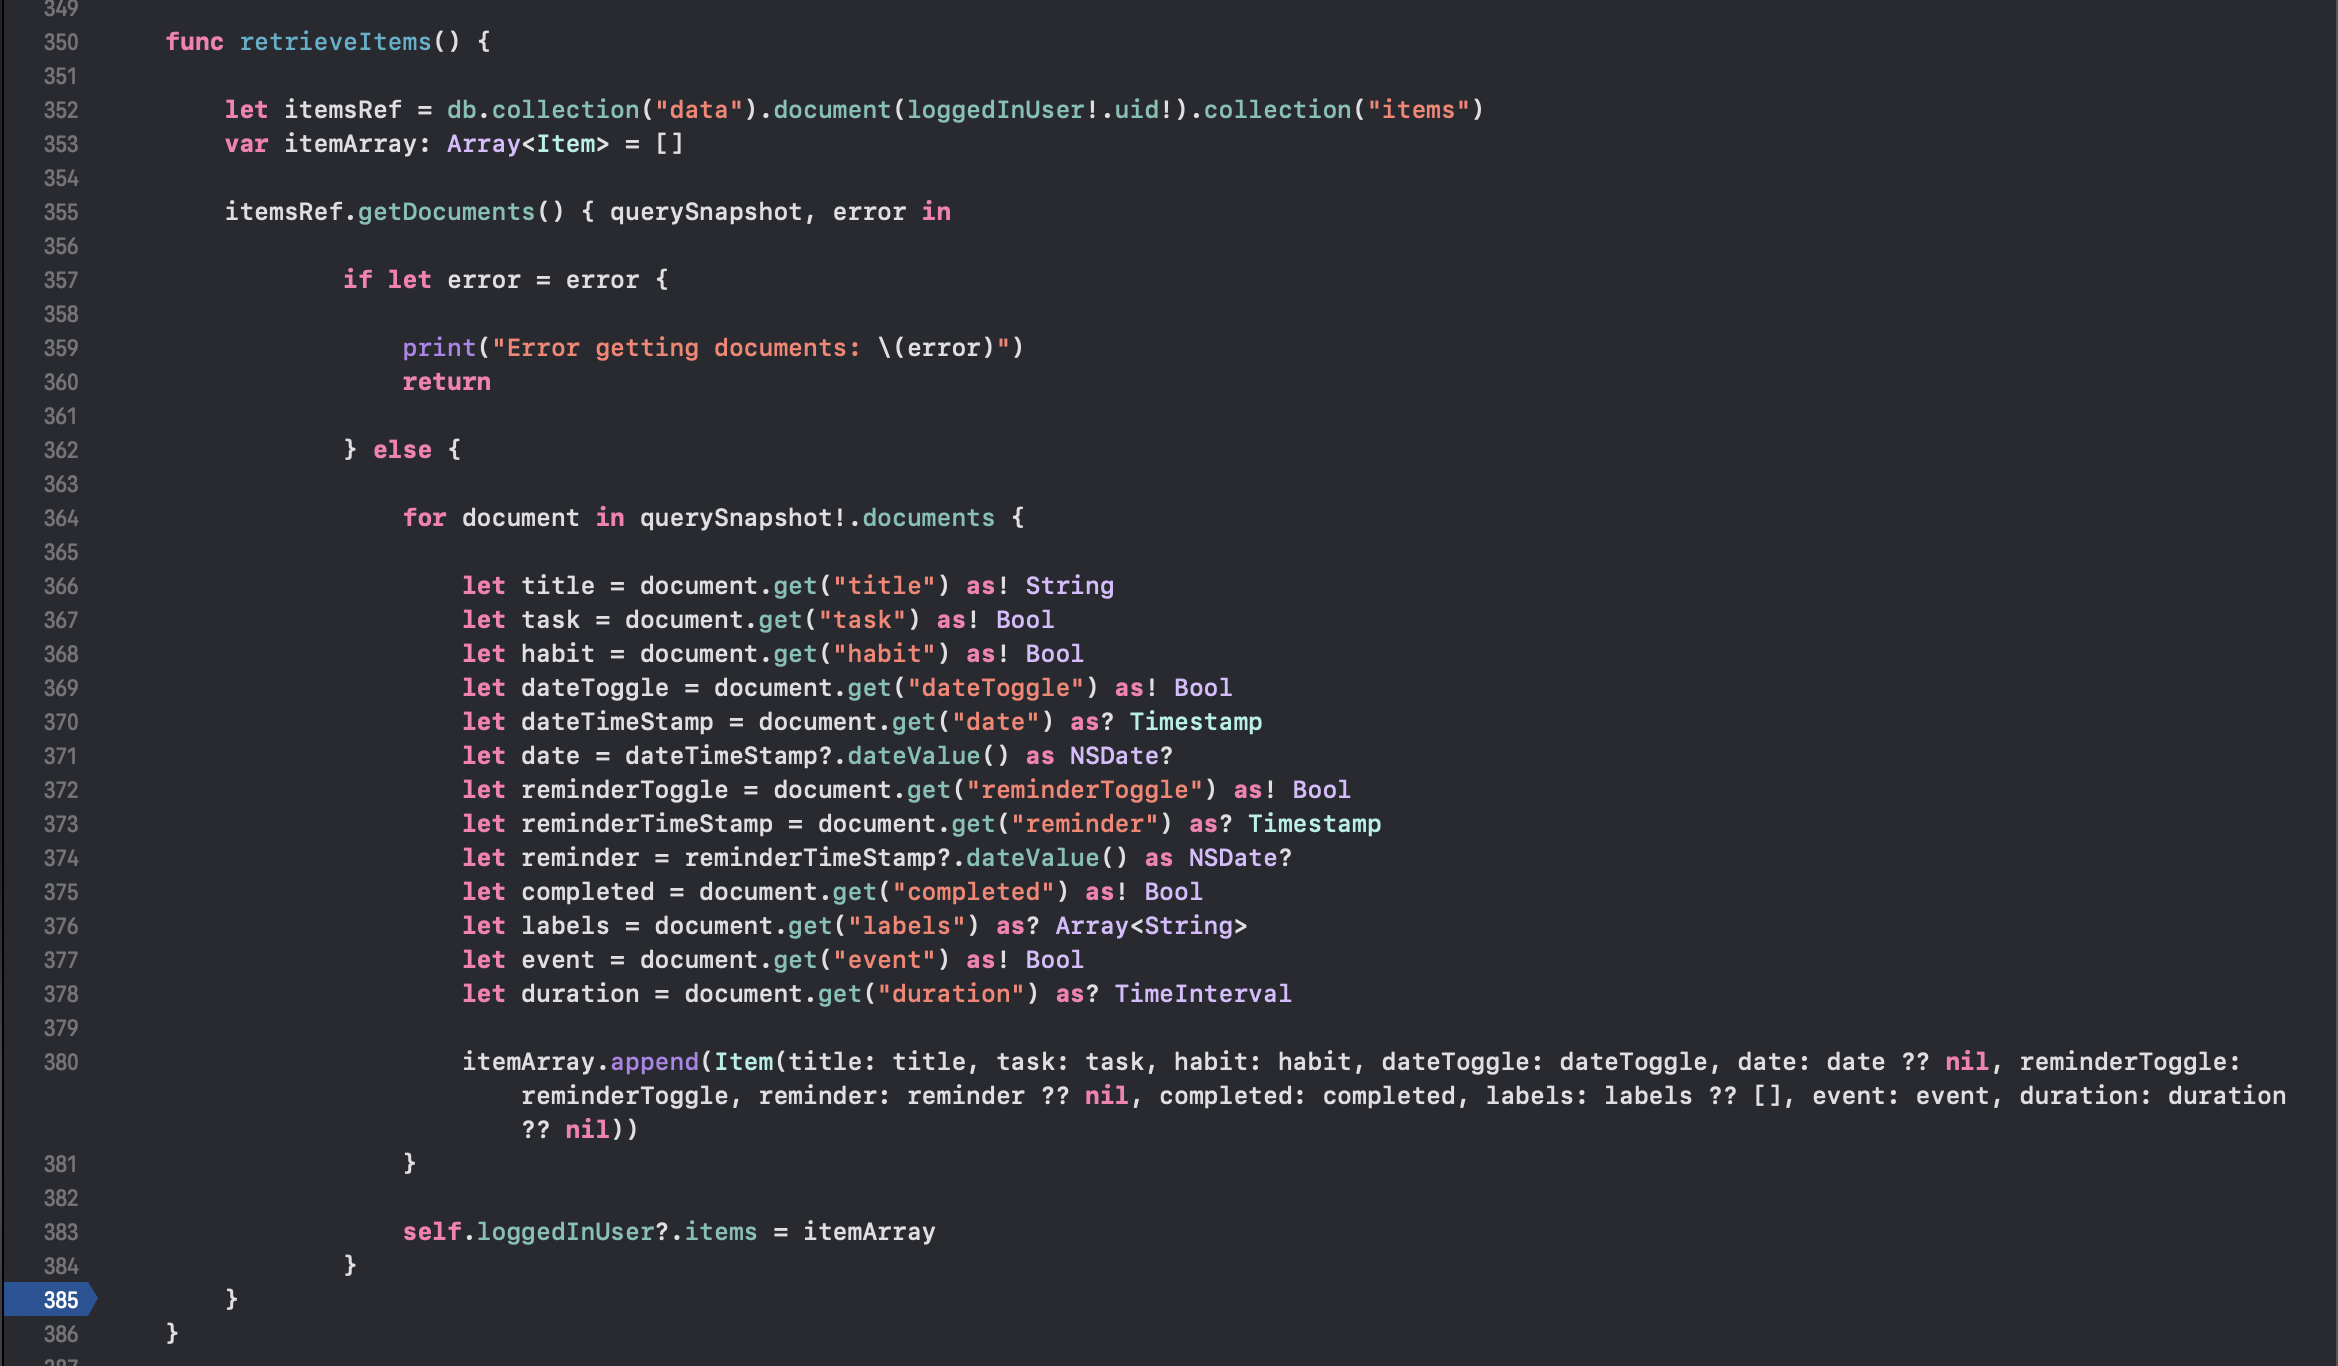 349
350 func retrieveItems() {
351
352 let itemsRef = db.collection("data").document(loggedInUser!.uid!).collection("items")
353 var itemArray: Array<Item> = []
354
355 itemsRef.getDocuments() { querySnapshot, error in
356
357 if let error = error {
358
359 print("Error getting documents: \(error)")
360 return
361
362 } else {
363
364 for document in querySnapshot!.documents {
365
366 let title = document.get("title") as! String
367 let task = document.get("task") as! Bool
368 let habit = document.get("habit") as! Bool
369 let dateToggle = document.get("dateToggle") as! Bool
370 let dateTimeStamp = document.get("date") as? Timestamp
371 let date = dateTimeStamp?.dateValue() as NSDate?
372 let reminderToggle = document.get("reminderToggle") as! Bool
373 let reminderTimeStamp = document.get("reminder") as? Timestamp
374 let reminder = reminderTimeStamp?.dateValue() as NSDate?
375 let completed = document.get("completed") as! Bool
376 let labels = document.get("labels") as? Array<String>
377 let event = document.get("event") as! Bool
378 let duration = document.get("duration") as? TimeInterval
379
380 itemArray.append(Item(title: title, task: task, habit: habit, dateToggle: dateToggle, date: date ?? nil, reminderToggle:
reminderToggle, reminder: reminder ?? nil, completed: completed, labels: labels ?? [], event: event, duration: duration
?? nil))
381 }
382
383 self.loggedInUser?.items = itemArray
384 }
385 }
386 }
387